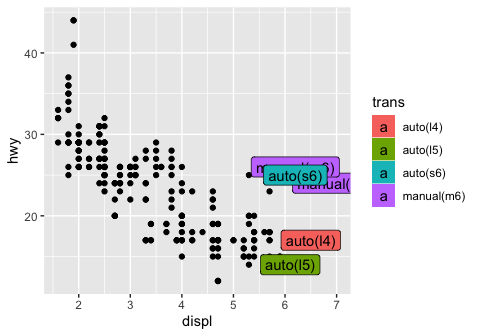 40
30
20
2
3
4
5
6
7
displ
hwy
auto(s6)
manual(
auto(l4)
auto(l5)
trans
a auto(l4)
a auto(l5)
a auto(s6)
a manual(m6)